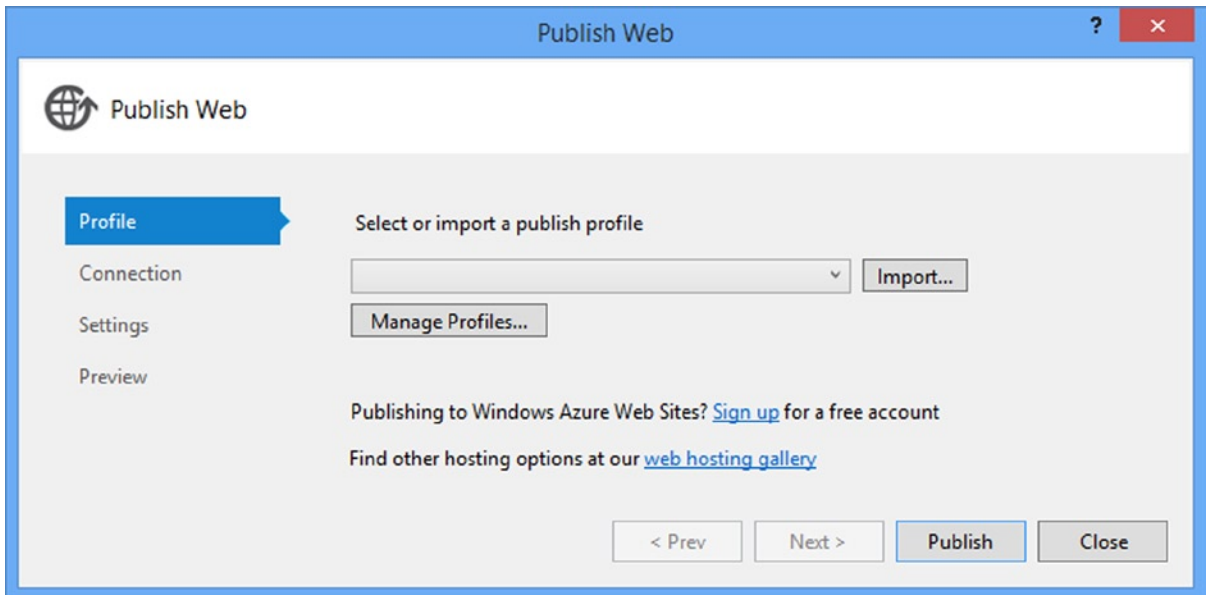 Publish Web
?
Publish Web
Profile
Select or import a publish profile
Connection
Import...
Settings
Manage Profiles...
Preview
Publishing to Windows Azure Web Sites? Sign up for a free account
Find other hosting options at our web hosting gallery
< Prev
Next >
Publish
Close